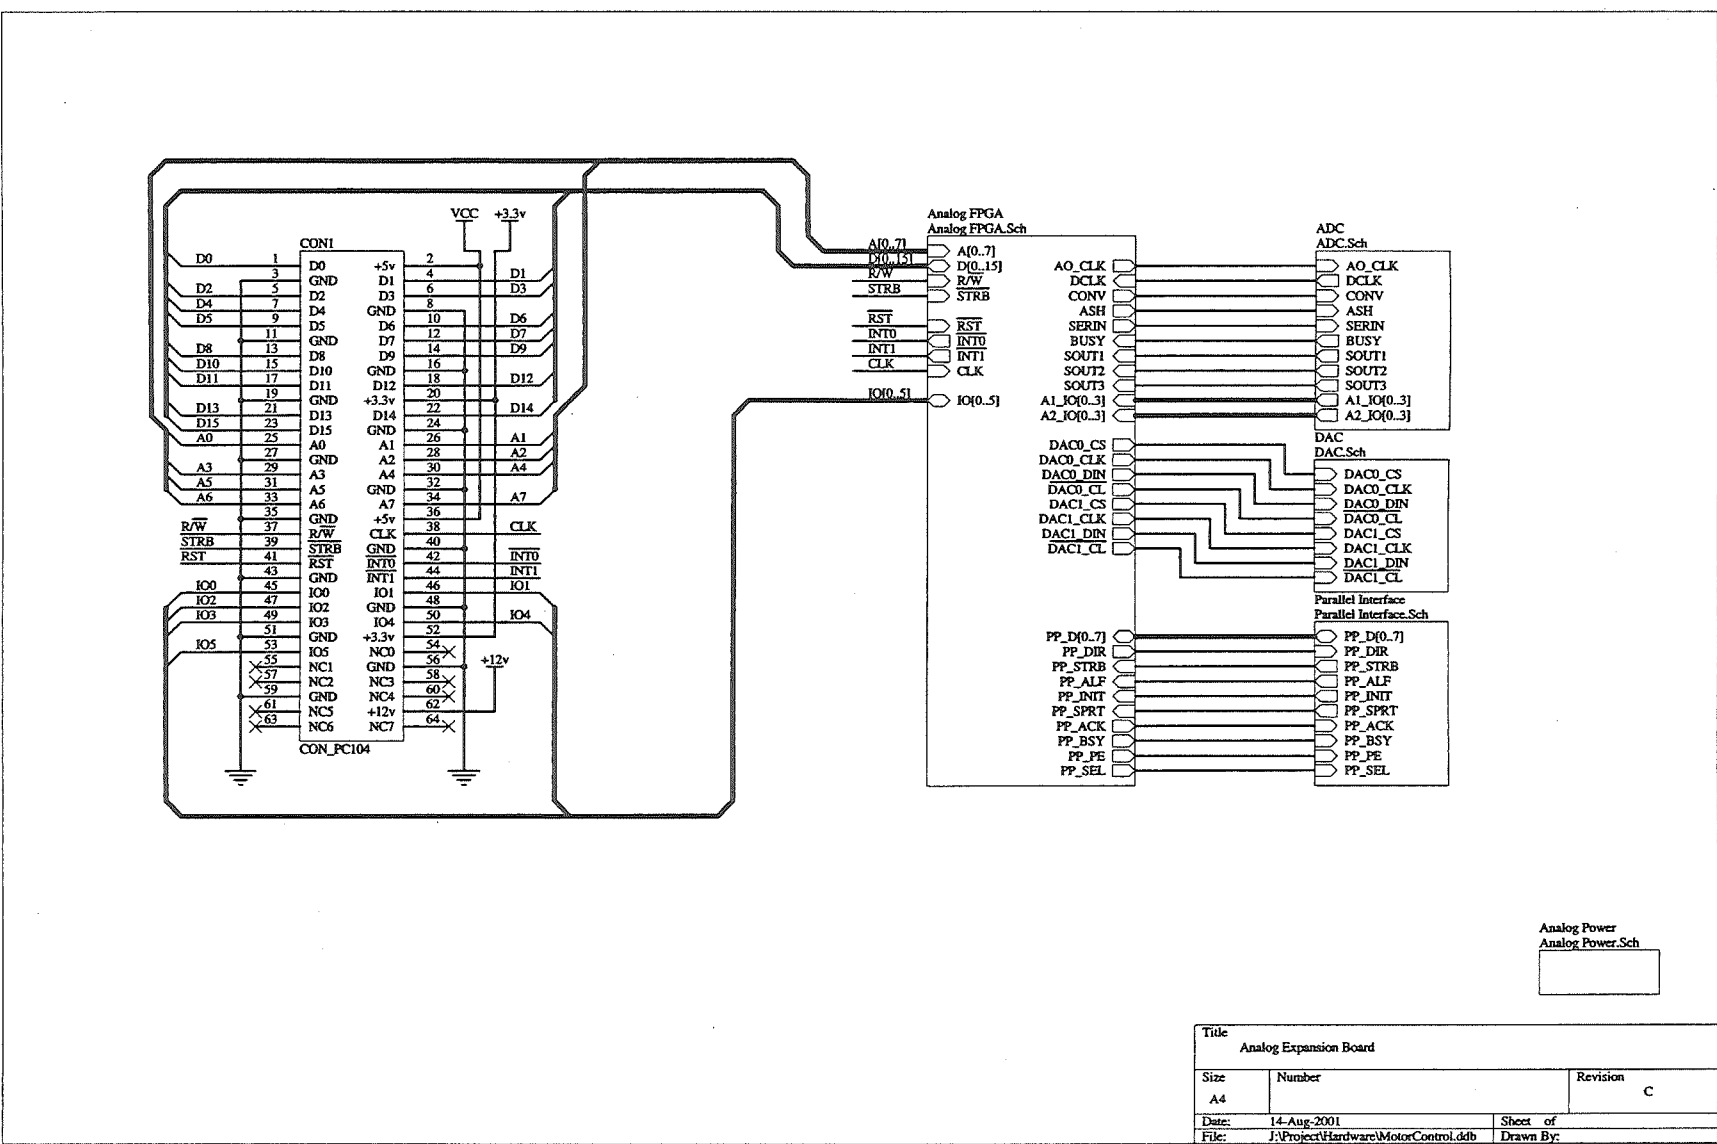 VCC +3.3v
CON1
D0 1 D0 +5v 2
3 GND D1 4 D1
D2 5 D2 D3 6 D3
D4 7 D4 GND 8
D5 9 D5 D6 10 D6
11 GND D7 12 D7
D8 13 D8 D9 14 D9
D10 15 D10 GND 16
D11 17 D11 D12 18 D12
19 GND +3.3v 20
D13 21 D13 D14 22 D14
D15 23 D15 GND 24
A0 25 A0 A1 26 A1
27 GND A2 28 A2
A3 29 A3 A4 30 A4
A5 31 A5 GND 32
A6 33 A6 A7 34 A7
35 GND +5v 36
R/W 37 R/W CLK 38 CLK
STRB 39 STRB GND 40
RST 41 RST INT0 42 INT0
43 GND INT1 44 INT1
IO0 45 IO0 IO1 46 IO1
IO2 47 IO2 GND 48
IO3 49 IO3 IO4 50 IO4
51 GND +3.3v 52
IO5 53 IO5 NC0 54
55 NC1 GND 56
57 NC2 NC3 58
59 GND NC4 60
61 NC5 +12v 62
63 NC6 NC7 64
+12v
CON_PC104
Analog FPGA
Analog FPGA.Sch
A[0..7] A[0..7]
D[0..15] D[0..15]
R/W R/W
STRB STRB
RST RST
INT0 INT0
INT1 INT1
CLK CLK
IO[0..5] IO[0..5]
AO_CLK
DCLK
CONV
ASH
SERIN
BUSY
SOUT1
SOUT2
SOUT3
A1_IO[0..3]
A2_IO[0..3]
DAC0_CS
DAC0_CLK
DAC0_DIN
DAC0_CL
DAC1_CS
DAC1_CLK
DAC1_DIN
DAC1_CL
PP_D[0..7]
PP_DIR
PP_STRB
PP_ALF
PP_INIT
PP_SPRT
PP_ACK
PP_BSY
PP_PE
PP_SEL
ADC
ADC.Sch
AO_CLK
DCLK
CONV
ASH
SERIN
BUSY
SOUT1
SOUT2
SOUT3
A1_IO[0..3]
A2_IO[0..3]
DAC
DAC.Sch
DAC0_CS
DAC0_CLK
DAC0_DIN
DAC0_CL
DAC1_CS
DAC1_CLK
DAC1_DIN
DAC1_CL
Parallel Interface
Parallel Interface.Sch
PP_D[0..7]
PP_DIR
PP_STRB
PP_ALF
PP_INIT
PP_SPRT
PP_ACK
PP_BSY
PP_PE
PP_SEL
Analog Power
Analog Power.Sch
Title
Analog Expansion Board
Size Number Revision
A4 C
Date: 14-Aug-2001 Sheet of
File: J:\Project\Hardware\MotorControl.ddb Drawn By: